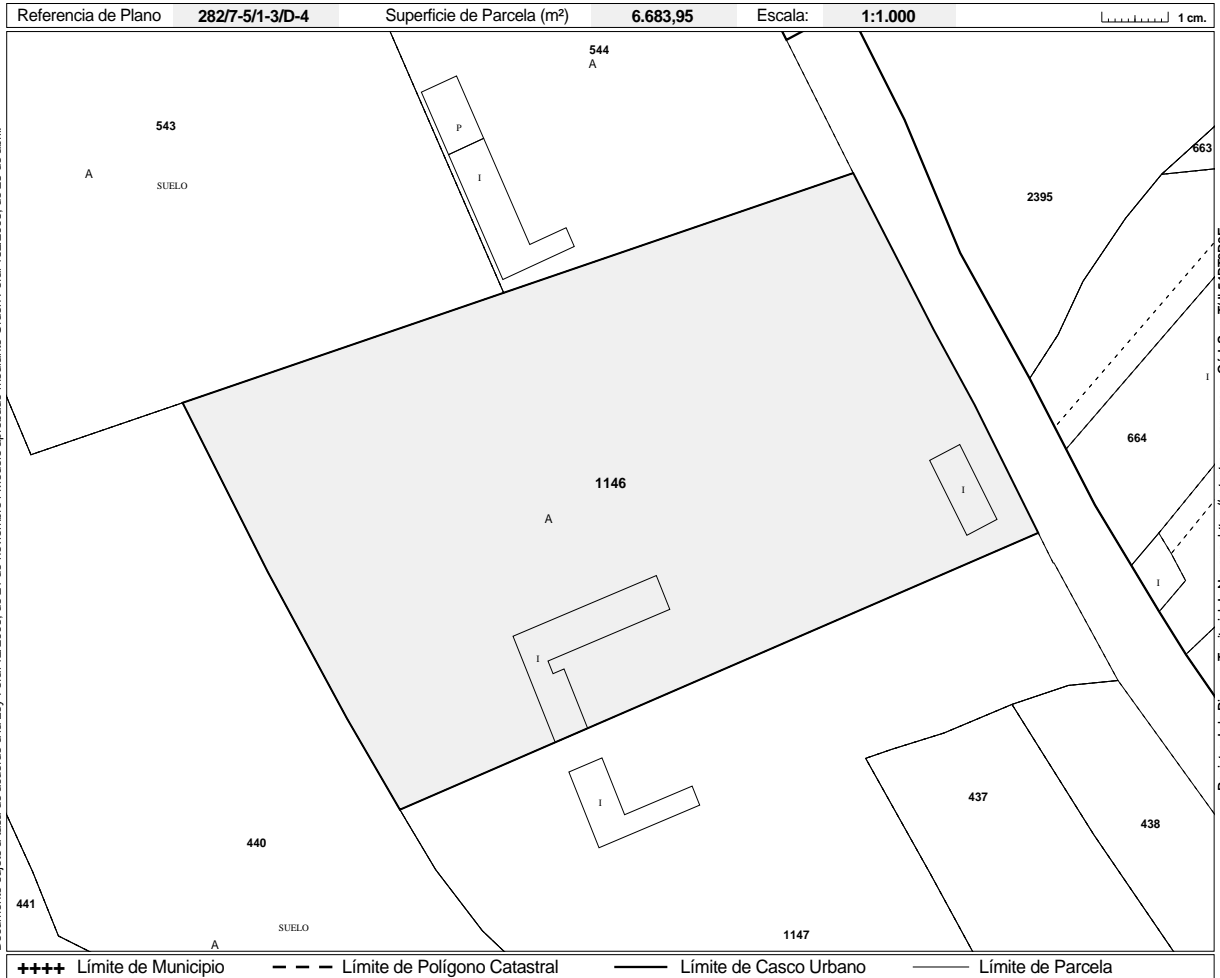 Referencia de Plano 282/7-5/1-3/D-4 Superficie de Parcela (m²) 6.683,95 Escala: 1:1.000 1 cm.
544
A
543
A
SUELO
P
I
663
2395
I
664
1146
A
I
I
I
I
437
438
440
441
SUELO
A
1147
++++ Límite de Municipio - - - Límite de Polígono Catastral Límite de Casco Urbano Límite de Parcela